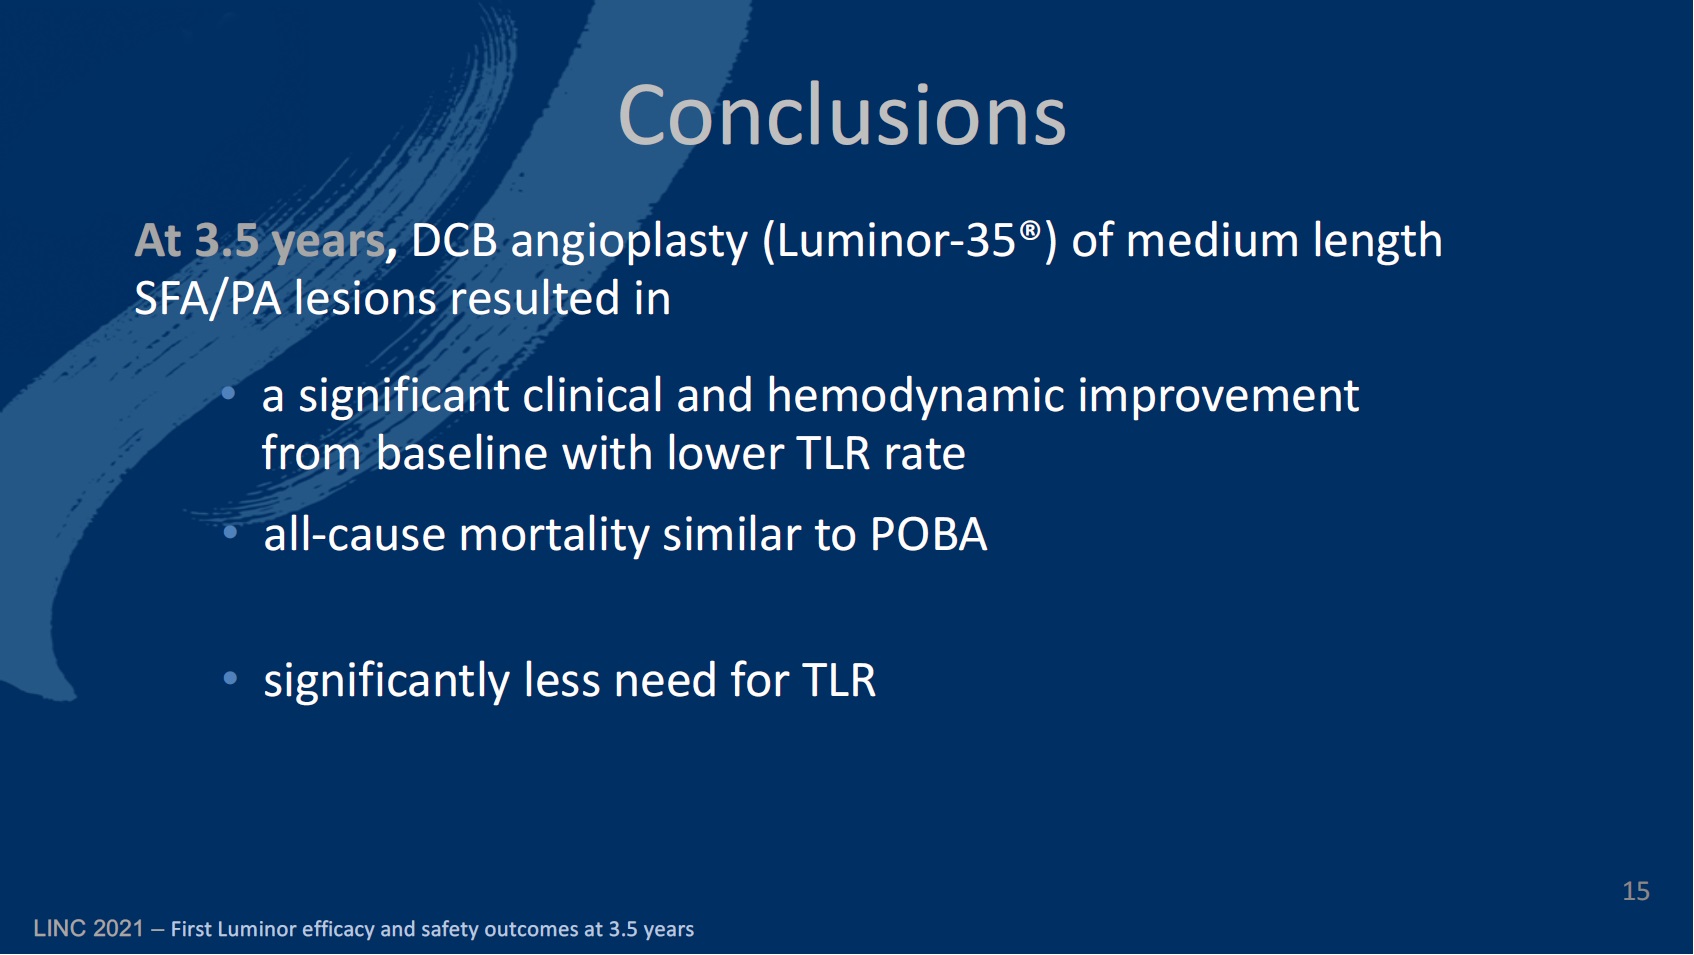 Conclusions
At 3.5 years, DCB angioplasty (Luminor-35®) of medium length
SFA/PA lesions resulted in
• a significant clinical and hemodynamic improvement
from baseline with lower TLR rate
• all-cause mortality similar to POBA
• significantly less need for TLR
15
LINC 2021 – First Luminor efficacy and safety outcomes at 3.5 years